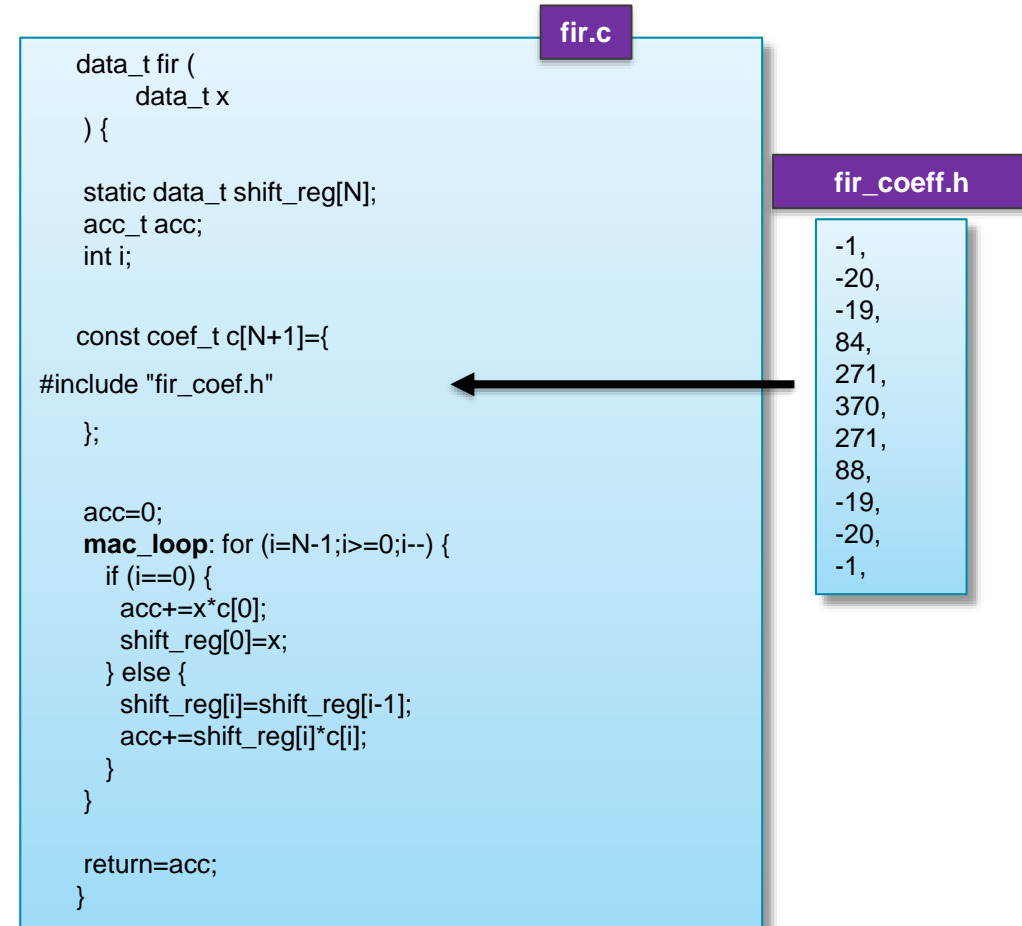 fir.c
data_t fir (
data_t x
) {
static data_t shift_reg[N];
acc_t acc;
int i;
const coef_t c[N+1]={
#include "fir_coef.h"
};
acc=0;
mac_loop: for (i=N-1;i>=0;i--) {
if (i==0) {
acc+=x*c[0];
shift_reg[0]=x;
} else {
shift_reg[i]=shift_reg[i-1];
acc+=shift_reg[i]*c[i];
}
}
return=acc;
}
fir_coeff.h
-1,
-20,
-19,
84,
271,
370,
271,
88,
-19,
-20,
-1,